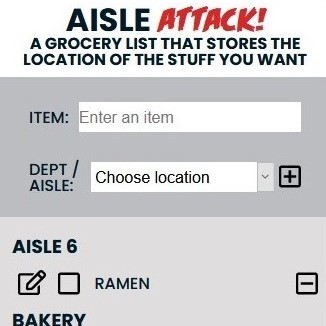 AISLE ATTACK!
A GROCERY LIST THAT STORES THE
LOCATION OF THE STUFF YOU WANT
ITEM: Enter an item
DEPT /
AISLE: Choose location
AISLE 6
RAMEN
BAKERY